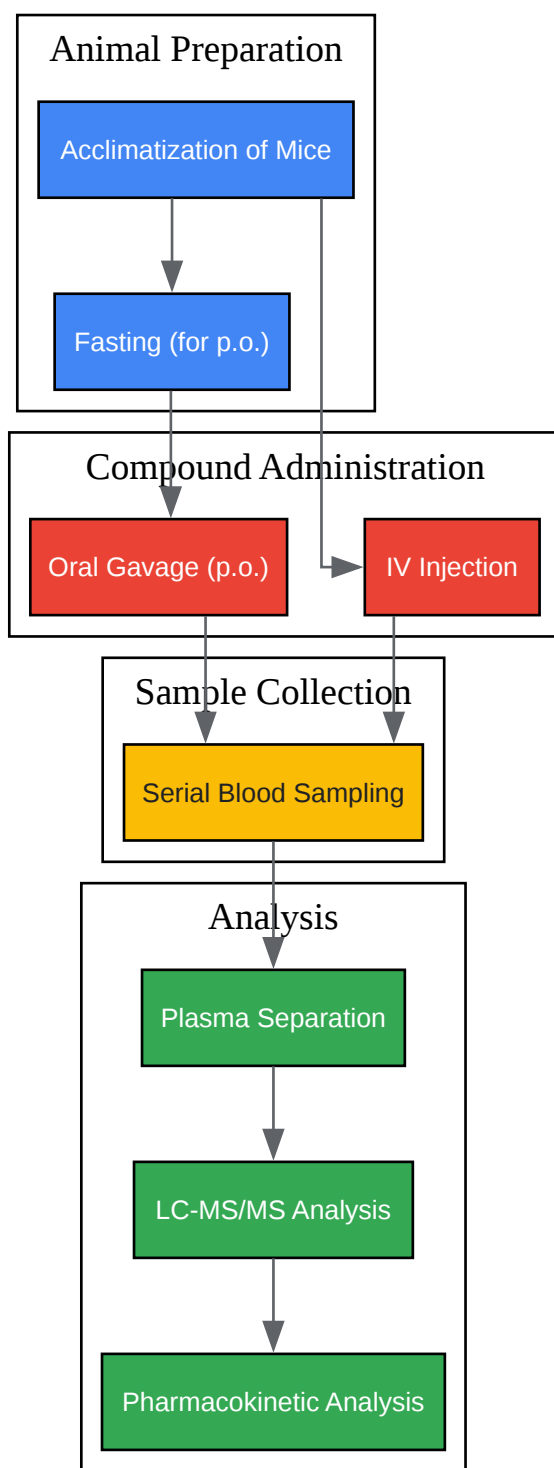 Animal Preparation
Acclimatization of Mice
Fasting (for p.o.)
Compound Administration
Oral Gavage (p.o.)
IV Injection
Sample Collection
Serial Blood Sampling
Analysis
Plasma Separation
LC-MS/MS Analysis
Pharmacokinetic Analysis